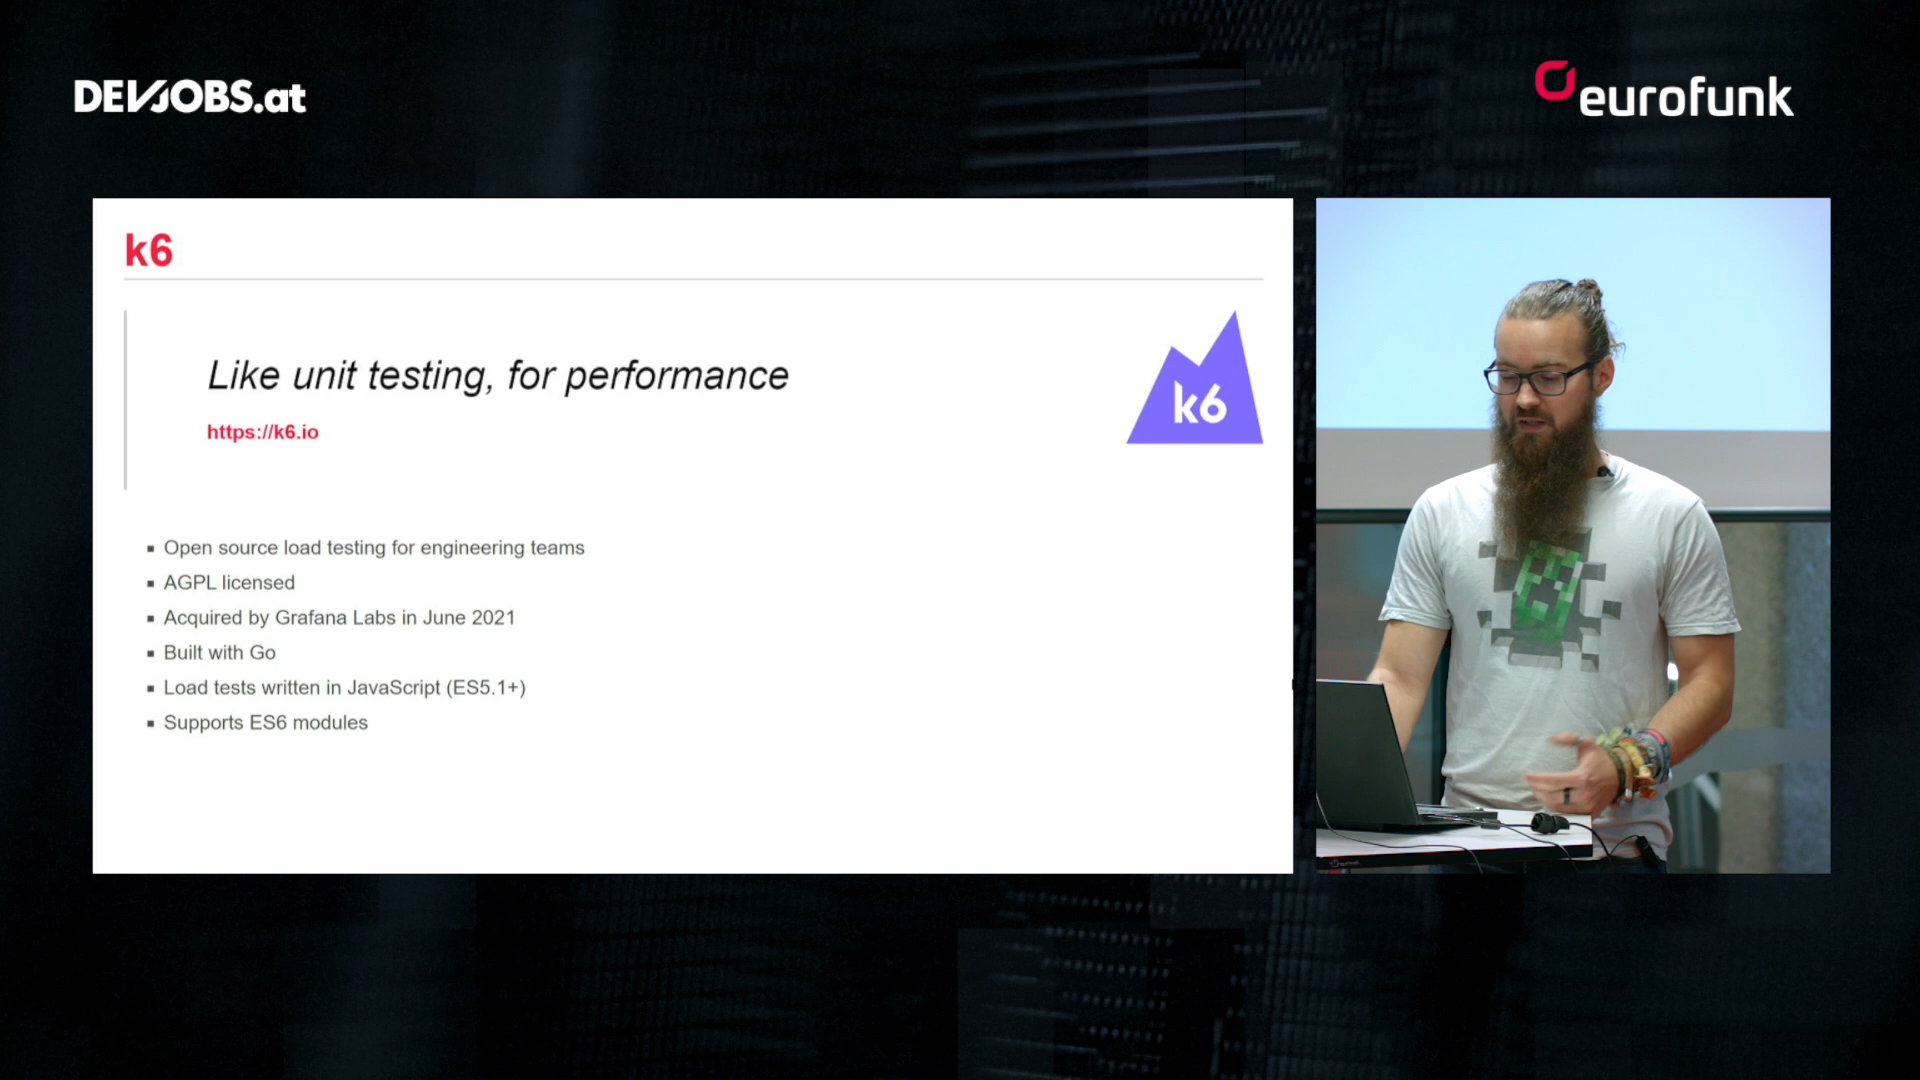 DEVJOBS.at
eurofunk
k6
Like unit testing, for performance
https://k6.io
k6
▪ Open source load testing for engineering teams
▪ AGPL licensed
▪ Acquired by Grafana Labs in June 2021
▪ Built with Go
▪ Load tests written in JavaScript (ES5.1+)
▪ Supports ES6 modules